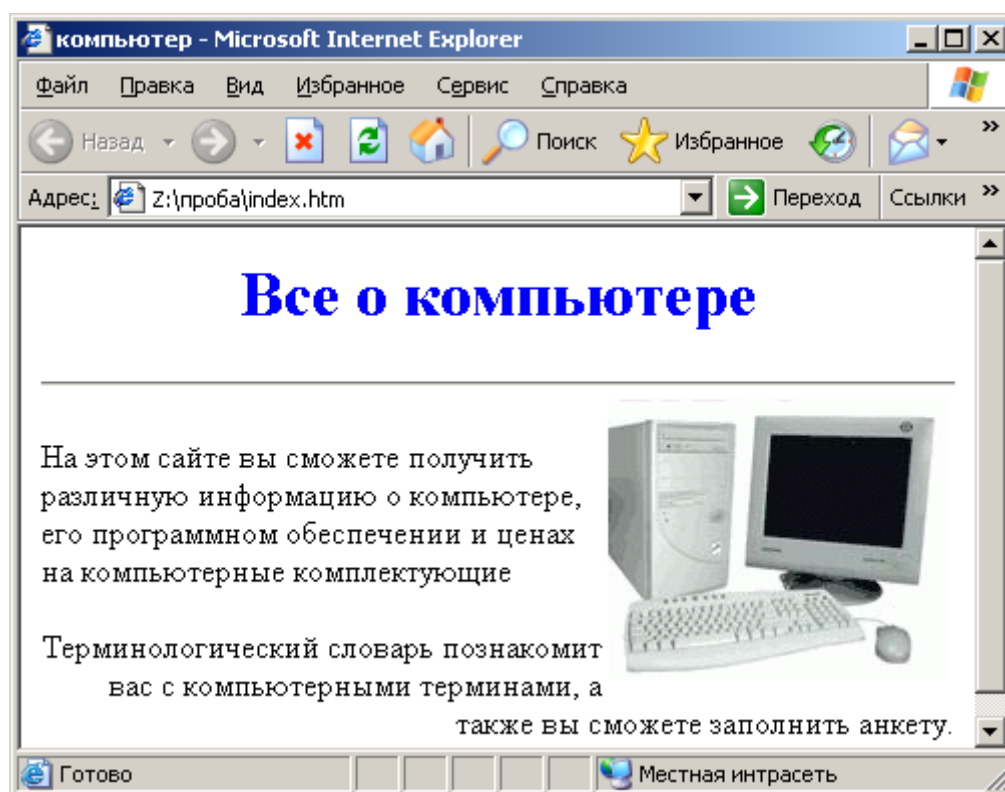 компьютер - Microsoft Internet Explorer
Файл Правка Вид Избранное Сервис Справка
Назад Поиск Избранное »
Адрес: Z:\проба\index.htm Переход Ссылки »
Все о компьютере
На этом сайте вы сможете получить
различную информацию о компьютере,
его программном обеспечении и ценах
на компьютерные комплектующие
Терминологический словарь познакомит
вас с компьютерными терминами, а
также вы сможете заполнить анкету.
Готово Местная интрасеть